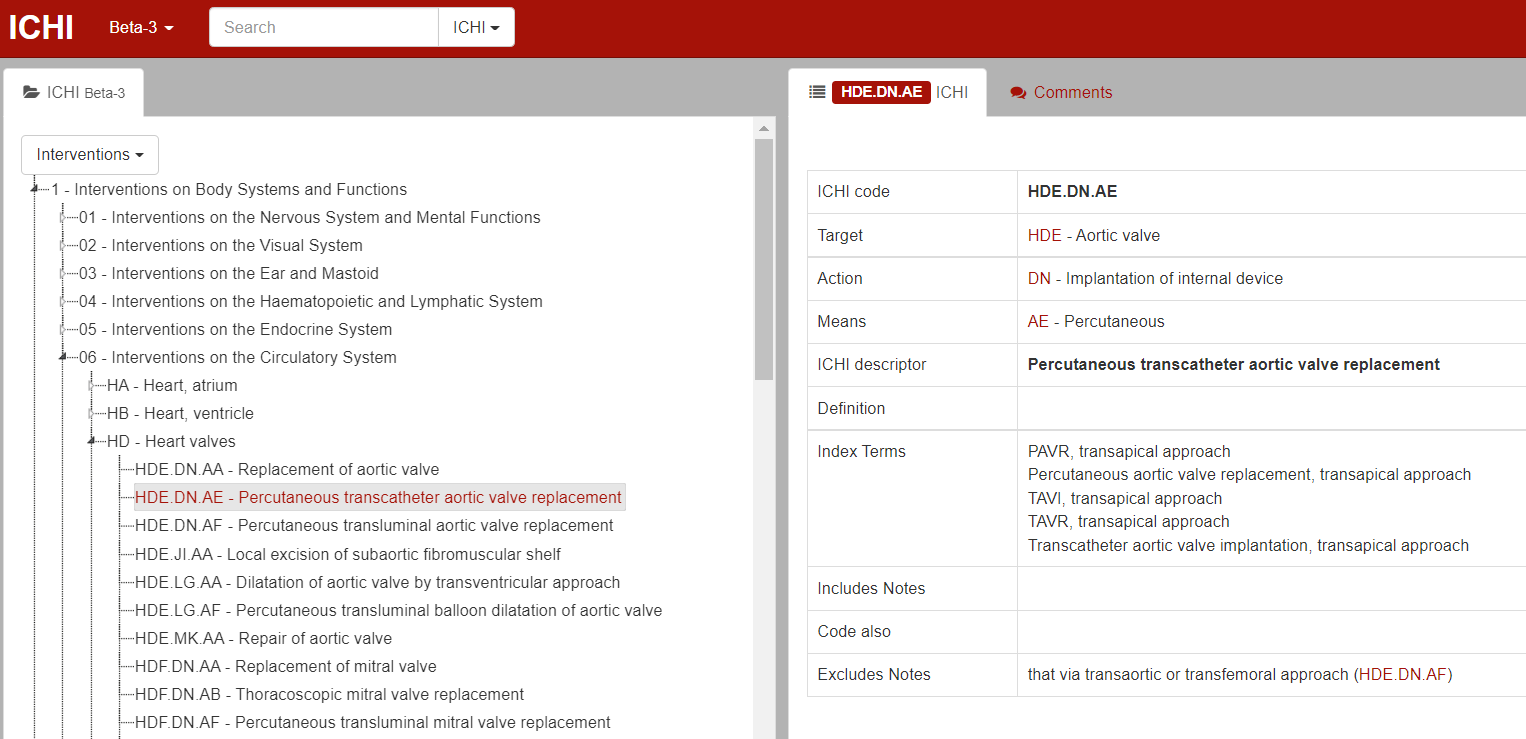 ICHI Beta-3 Search ICHI
ICHI Beta-3
Interventions
1 - Interventions on Body Systems and Functions
01 - Interventions on the Nervous System and Mental Functions
02 - Interventions on the Visual System
03 - Interventions on the Ear and Mastoid
04 - Interventions on the Haematopoietic and Lymphatic System
05 - Interventions on the Endocrine System
06 - Interventions on the Circulatory System
HA - Heart, atrium
HB - Heart, ventricle
HD - Heart valves
HDE.DN.AA - Replacement of aortic valve
HDE.DN.AE - Percutaneous transcatheter aortic valve replacement
HDE.DN.AF - Percutaneous transluminal aortic valve replacement
HDE.JI.AA - Local excision of subaortic fibromuscular shelf
HDE.LG.AA - Dilatation of aortic valve by transventricular approach
HDE.LG.AF - Percutaneous transluminal balloon dilatation of aortic valve
HDE.MK.AA - Repair of aortic valve
HDF.DN.AA - Replacement of mitral valve
HDF.DN.AB - Thoracoscopic mitral valve replacement
HDF.DN.AF - Percutaneous transluminal mitral valve replacement
HDE.DN.AE ICHI Comments
ICHI code HDE.DN.AE
Target HDE - Aortic valve
Action DN - Implantation of internal device
Means AE - Percutaneous
ICHI descriptor Percutaneous transcatheter aortic valve replacement
Definition
Index Terms PAVR, transapical approach
Percutaneous aortic valve replacement, transapical approach
TAVI, transapical approach
TAVR, transapical approach
Transcatheter aortic valve implantation, transapical approach
Includes Notes
Code also
Excludes Notes that via transaortic or transfemoral approach (HDE.DN.AF)